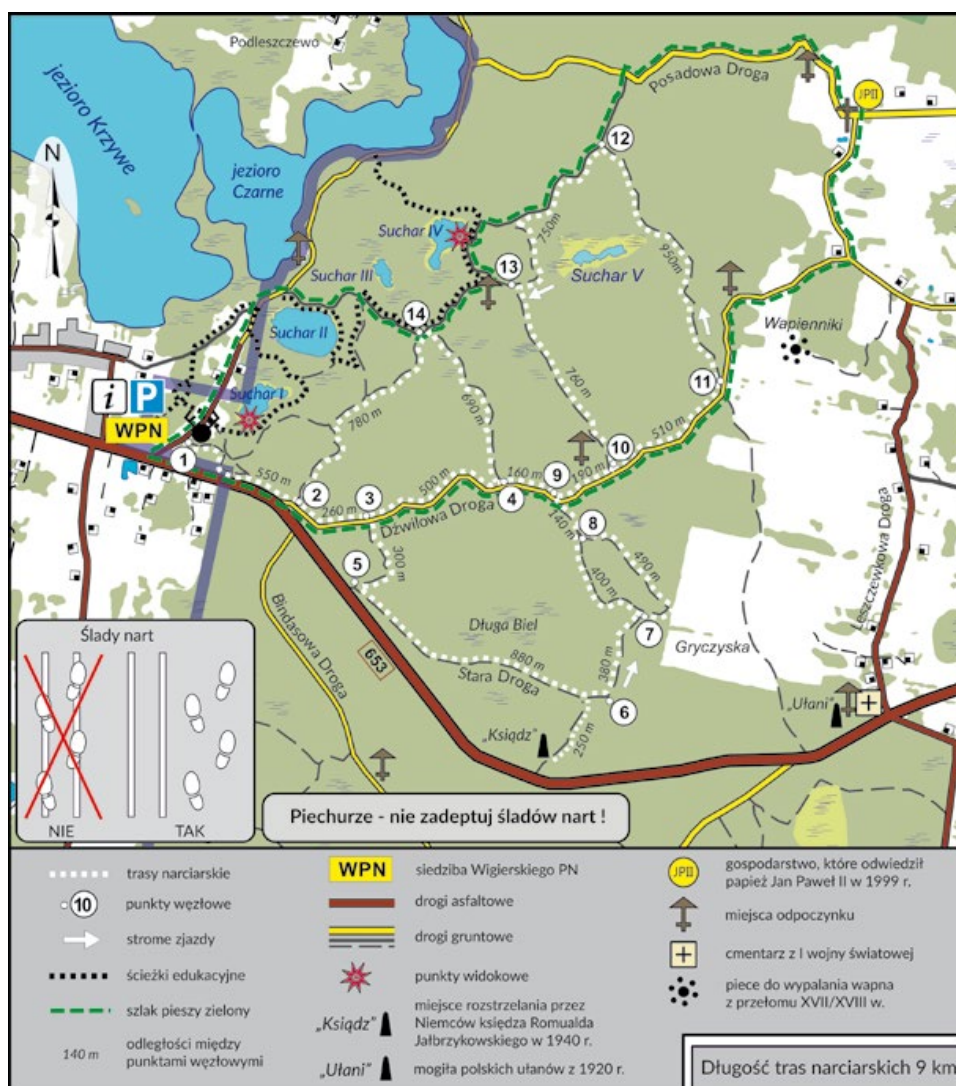 Podleszczewo
jezioro Krzywe
jezioro
Czarne
N
Posadowa Droga
JPII
12
Suchar IV
750m
950m
13
Suchar V
Suchar III
14
Suchar II
Wapienniki
i
P
Suchar I
11
WPN
1
780 m
690 m
760 m
510 m
10
190 m
9
160 m
4
500 m
550 m
2
3
260 m
Dźwilowa Droga
140 m
8
490 m
400 m
5
300 m
7
Długa Biel
Gryczyska
380 m
880 m
Stara Droga
6
250 m
Bindasowa Droga
653
Leszczewkowa Droga
„Ksiądz"
„Ułani"
Ślady nart
NIE
TAK
Piechurze - nie zadeptuj śladów nart !
trasy narciarskie
10
punkty węzłowe
strome zjazdy
ścieżki edukacyjne
szlak pieszy zielony
140 m
odległości między
punktami węzłowymi
WPN
siedziba Wigierskiego PN
drogi asfaltowe
drogi gruntowe
punkty widokowe
„Ksiądz"
miejsce rozstrzelania przez
Niemców księdza Romualda
Jałbrzykowskiego w 1940 r.
„Ułani"
mogiła polskich ułanów z 1920 r.
JPII
gospodarstwo, które odwiedził
papież Jan Paweł II w 1999 r.
miejsca odpoczynku
cmentarz z I wojny światowej
piece do wypalania wapna
z przełomu XVII/XVIII w.
Długość tras narciarskich 9 km